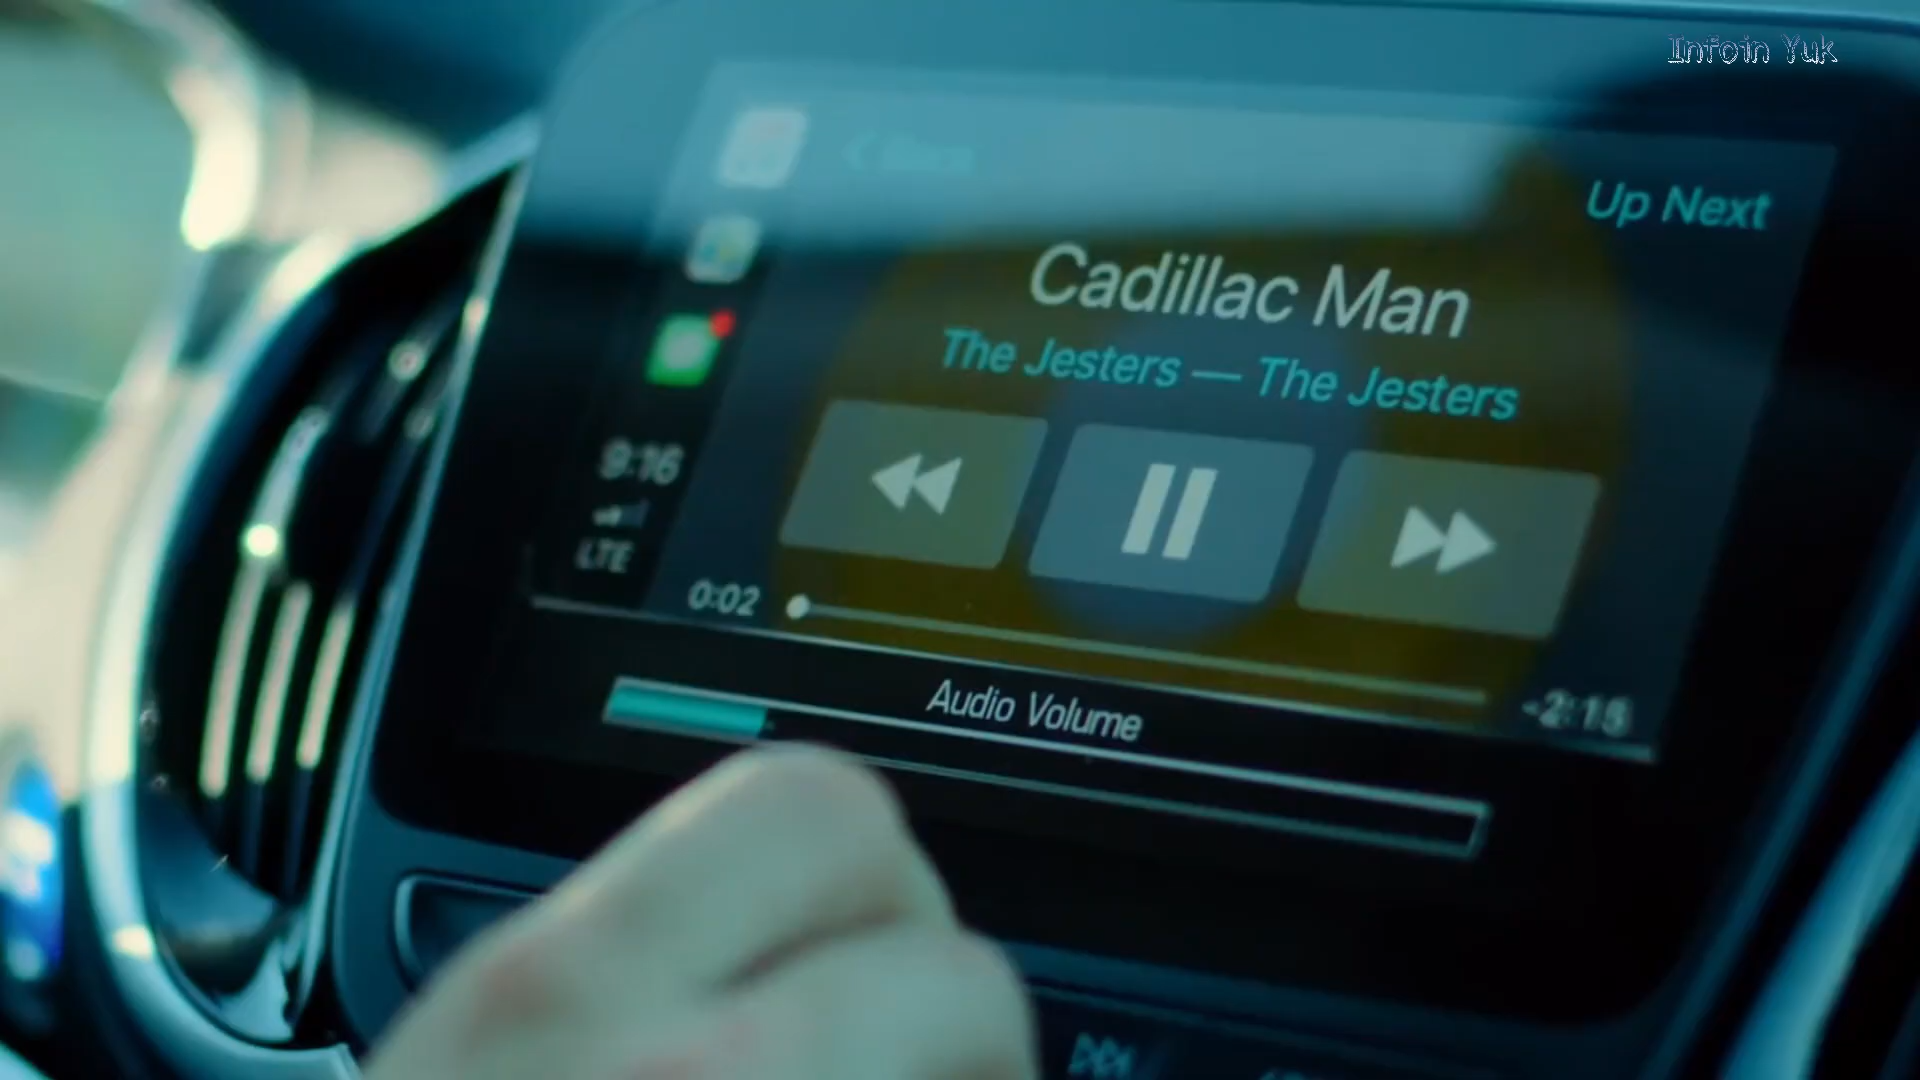 Infoin Yuk
Up Next
Cadillac Man
The Jesters — The Jesters
9:16
LTE
0:02
-2:15
Audio Volume